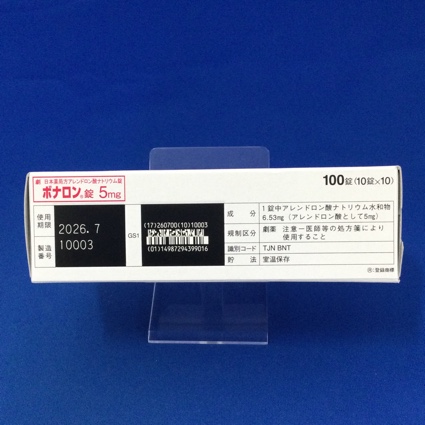 劇 日本薬局方アレンドロン酸ナトリウム錠
ボナロン®錠 5mg
100錠(10錠×10)
使用期限 2026. 7
製造番号 10003
GS1
(17)260700(10)10003
(01)14987294399016
成分 1錠中アレンドロン酸ナトリウム水和物
6.53mg(アレンドロン酸として5mg)
規制区分 劇薬 注意－医師等の処方箋により
使用すること
識別コード TJN BNT
貯法 室温保存
®:登録商標